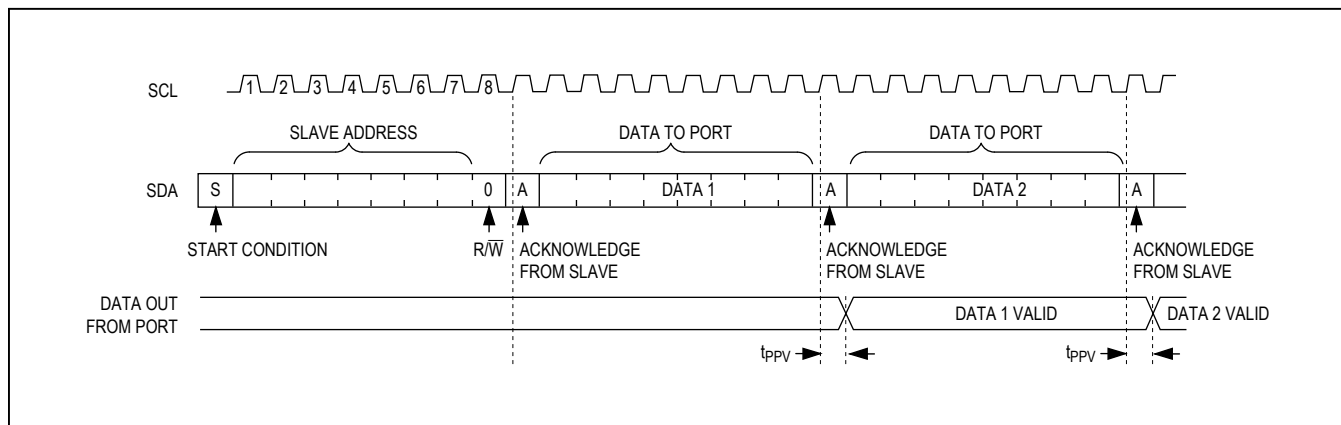 SCL
1 2 3 4 5 6 7 8
SLAVE ADDRESS DATA TO PORT DATA TO PORT
SDA S 0 A DATA 1 A DATA 2 A
START CONDITION R/W̅ ACKNOWLEDGE FROM SLAVE ACKNOWLEDGE FROM SLAVE ACKNOWLEDGE FROM SLAVE
DATA OUT FROM PORT DATA 1 VALID DATA 2 VALID
tPPV tPPV